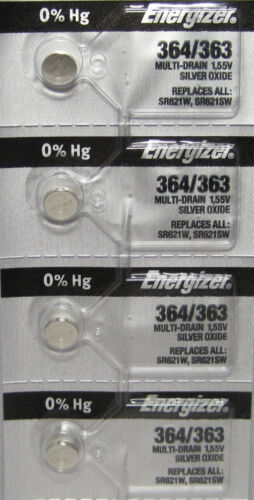 0% Hg Energizer®
364/363
MULTI-DRAIN 1,55V
SILVER OXIDE
REPLACES ALL:
SR621W, SR621SW
0% Hg Energizer®
364/363
MULTI-DRAIN 1,55V
SILVER OXIDE
REPLACES ALL:
SR621W, SR621SW
0% Hg Energizer®
364/363
MULTI-DRAIN 1,55V
SILVER OXIDE
REPLACES ALL:
SR621W, SR621SW
0% Hg Energizer®
364/363
MULTI-DRAIN 1,55V
SILVER OXIDE
REPLACES ALL:
SR621W, SR621SW